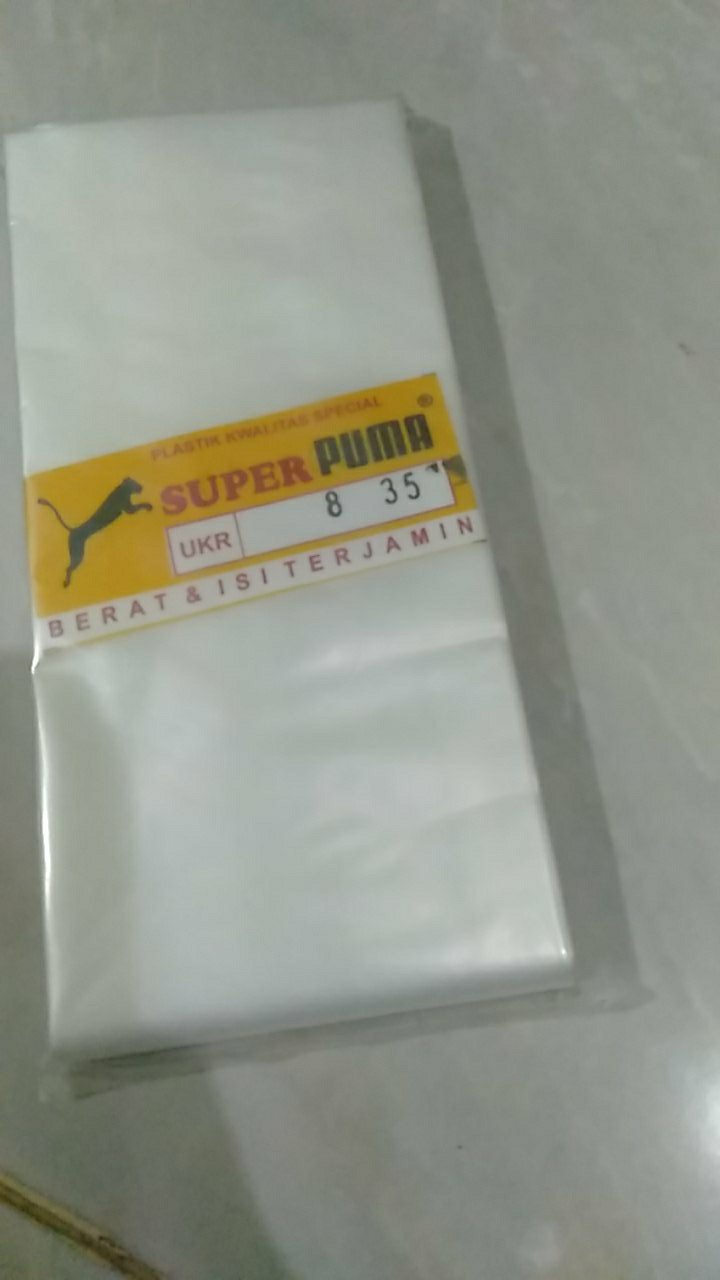 PLASTIK KWALITAS SPECIAL
SUPER PUMA ®
UKR 8 35
BERAT & ISI TERJAMIN